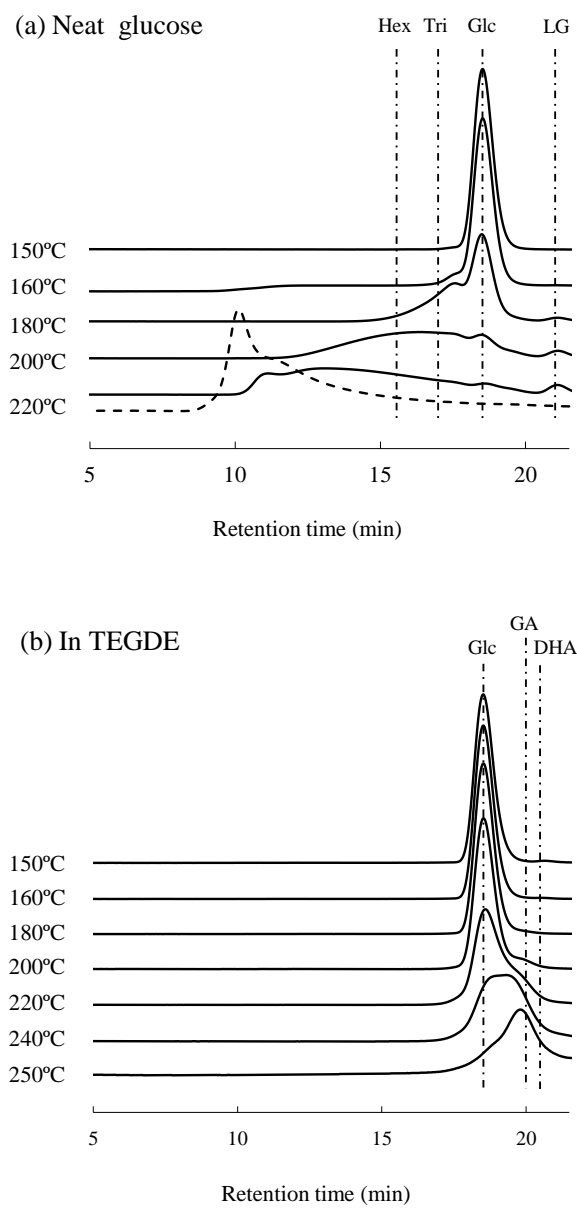 (a) Neat glucose
Hex Tri Glc LG
150ºC
160ºC
180ºC
200ºC
220ºC
5 10 15 20
Retention time (min)
(b) In TEGDE
GA
Glc DHA
150ºC
160ºC
180ºC
200ºC
220ºC
240ºC
250ºC
5 10 15 20
Retention time (min)